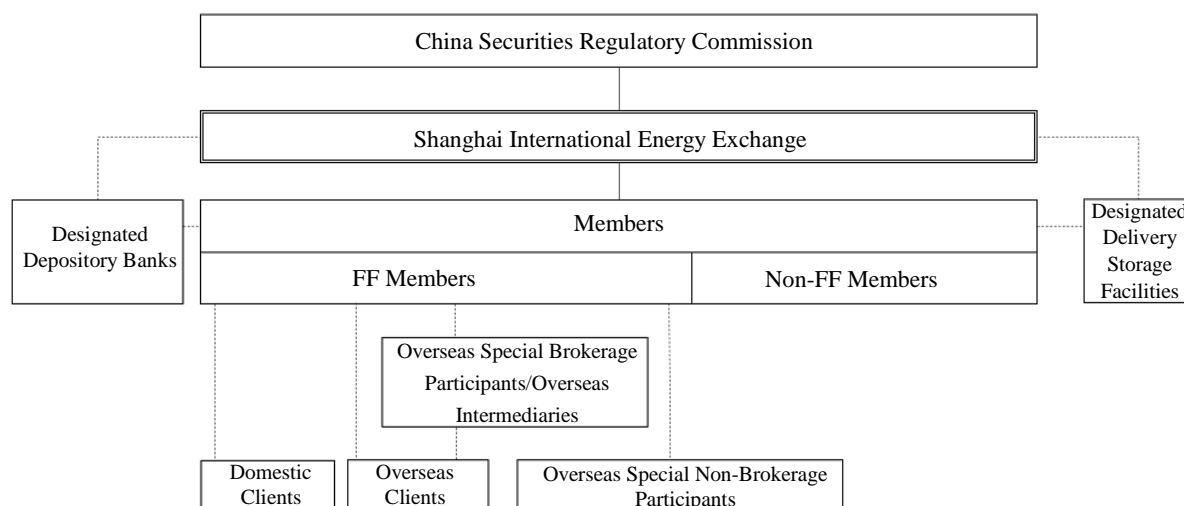 China Securities Regulatory Commission
Shanghai International Energy Exchange
Designated
Depository Banks
Members
FF Members
Non-FF Members
Designated
Delivery
Storage
Facilities
Overseas Special Brokerage
Participants/Overseas
Intermediaries
Domestic
Clients
Overseas
Clients
Overseas Special Non-Brokerage
Participants